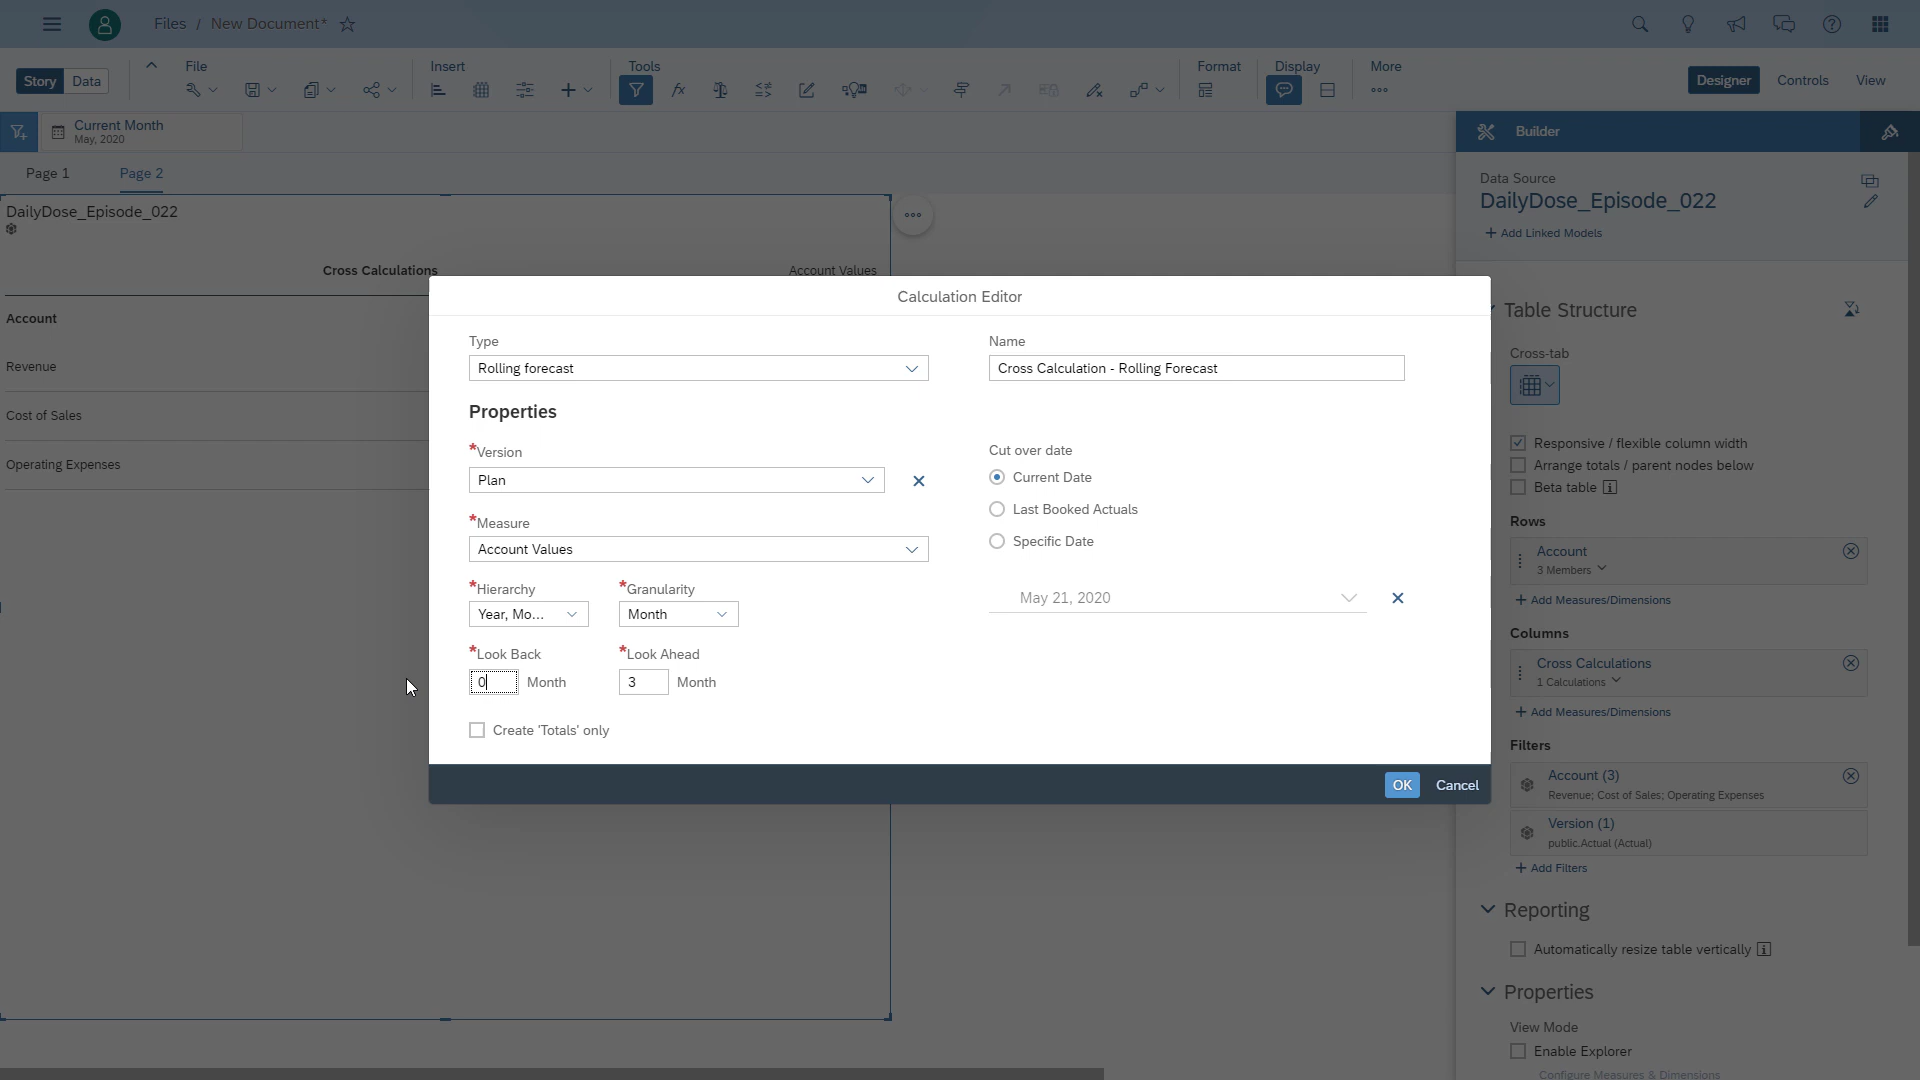 Files / New Document*
Story Data
File
Insert
Tools
Format
Display
More
Designer Controls View
Current Month
May, 2020
Page 1
Page 2
DailyDose_Episode_022
Cross Calculations Account Values
Account
Revenue
Cost of Sales
Operating Expenses
Calculation Editor
Type
Rolling forecast
Name
Cross Calculation - Rolling Forecast
Properties
*Version
Plan
*Measure
Account Values
*Hierarchy
Year, Mo...
*Granularity
Month
*Look Back
0 Month
*Look Ahead
3 Month
Create 'Totals' only
Cut over date
Current Date
Last Booked Actuals
Specific Date
May 21, 2020
OK Cancel
Builder
Data Source
DailyDose_Episode_022
+ Add Linked Models
Table Structure
Cross-tab
Responsive / flexible column width
Arrange totals / parent nodes below
Beta table
Rows
Account
3 Members
+ Add Measures/Dimensions
Columns
Cross Calculations
1 Calculations
+ Add Measures/Dimensions
Filters
Account (3)
Revenue; Cost of Sales; Operating Expenses
Version (1)
public.Actual (Actual)
+ Add Filters
Reporting
Automatically resize table vertically
Properties
View Mode
Enable Explorer
Configure Measures & Dimensions